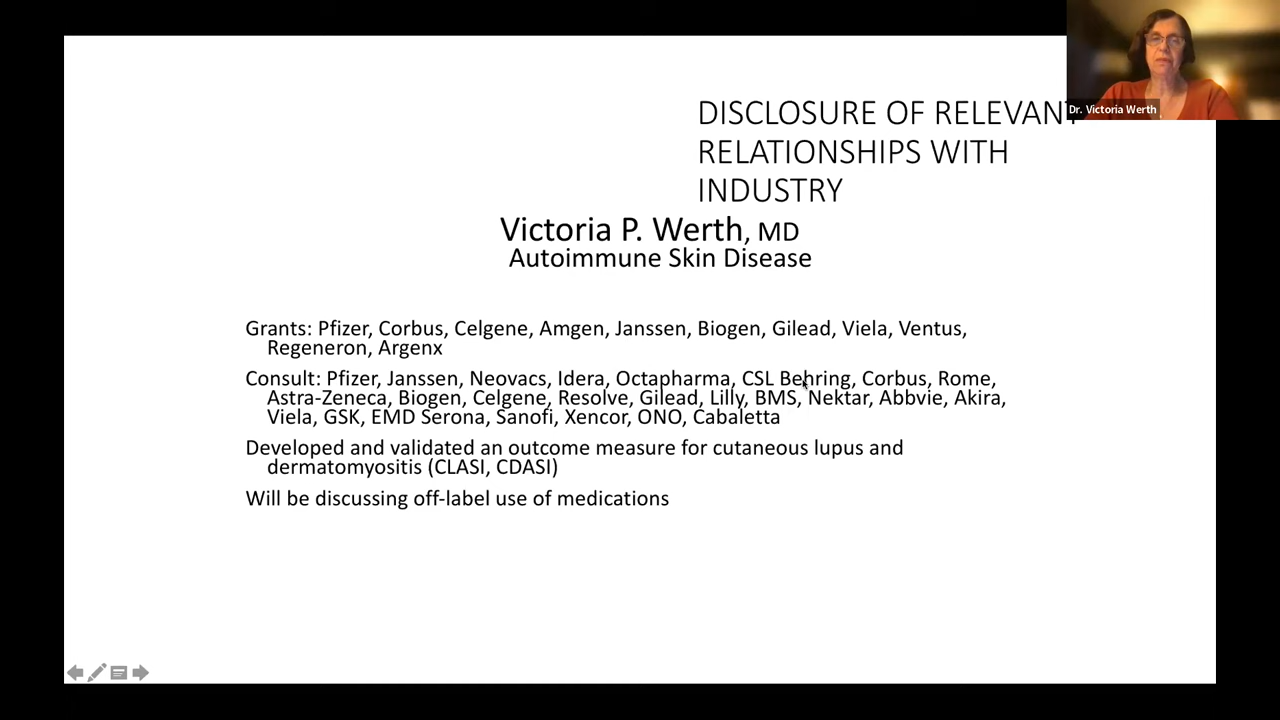 Dr. Victoria Werth
DISCLOSURE OF RELEVANT
RELATIONSHIPS WITH
INDUSTRY
Victoria P. Werth, MD
Autoimmune Skin Disease
Grants: Pfizer, Corbus, Celgene, Amgen, Janssen, Biogen, Gilead, Viela, Ventus,
Regeneron, Argenx
Consult: Pfizer, Janssen, Neovacs, Idera, Octapharma, CSL Behring, Corbus, Rome,
Astra-Zeneca, Biogen, Celgene, Resolve, Gilead, Lilly, BMS, Nektar, Abbvie, Akira,
Viela, GSK, EMD Serona, Sanofi, Xencor, ONO, Cabaletta
Developed and validated an outcome measure for cutaneous lupus and
dermatomyositis (CLASI, CDASI)
Will be discussing off-label use of medications